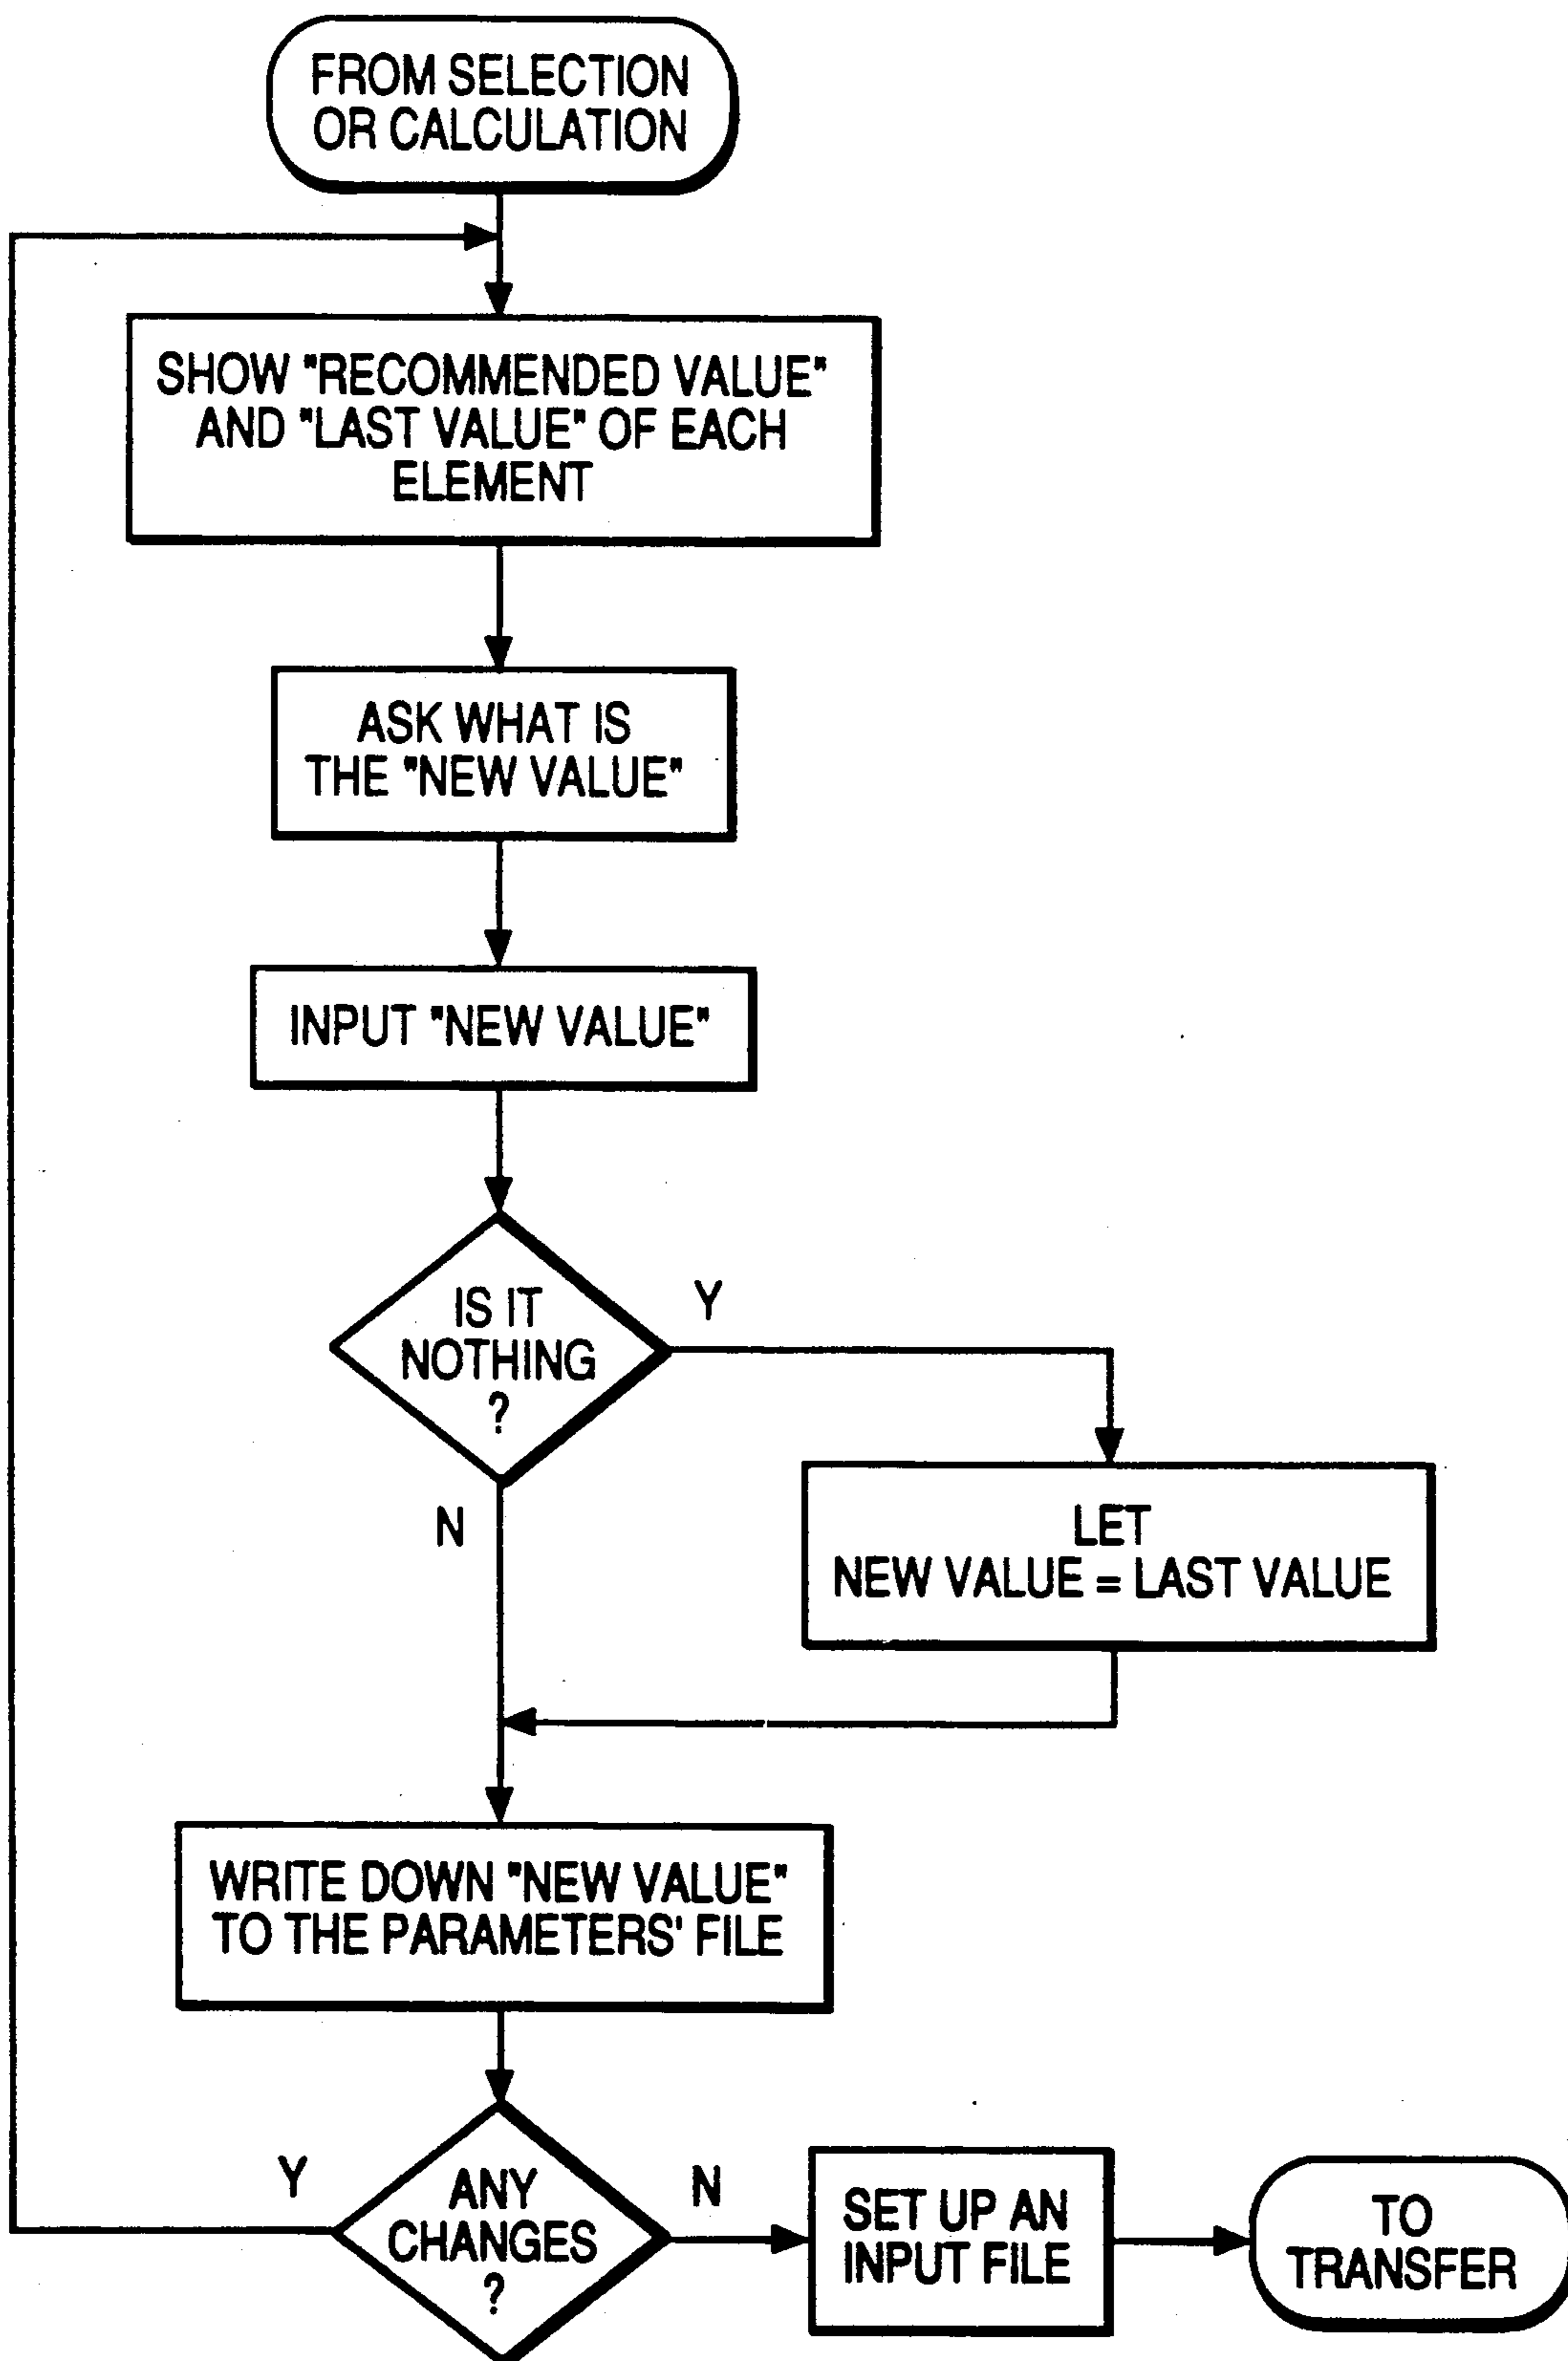 FROM SELECTION
OR CALCULATION
SHOW "RECOMMENDED VALUE"
AND "LAST VALUE" OF EACH
ELEMENT
ASK WHAT IS
THE "NEW VALUE"
INPUT "NEW VALUE"
IS IT
NOTHING
?
Y
N
LET
NEW VALUE = LAST VALUE
WRITE DOWN "NEW VALUE"
TO THE PARAMETERS' FILE
Y
ANY
CHANGES
?
N
SET UP AN
INPUT FILE
TO
TRANSFER